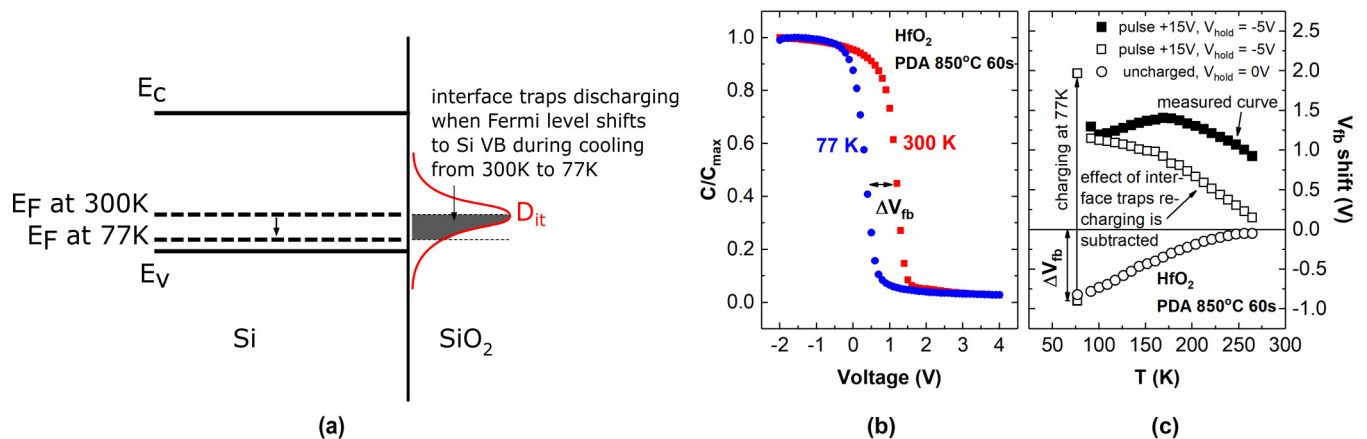 E_C
interface traps discharging
when Fermi level shifts
to Si VB during cooling
from 300K to 77K
E_F at 300K
D_it
E_F at 77K
E_V
Si
SiO₂
(a)
C/C_max
1.0
0.8
0.6
0.4
0.2
0.0
HfO₂
PDA 850°C 60s
77 K
300 K
ΔV_fb
-2 -1 0 1 2 3 4
Voltage (V)
(b)
pulse +15V, V_hold = -5V
pulse +15V, V_hold = -5V
uncharged, V_hold = 0V
measured curve
charging at 77K
effect of inter-
face traps re-
charging is
subtracted
ΔV_fb
HfO₂
PDA 850°C 60s
2.5
2.0
1.5
1.0
0.5
0.0
-0.5
-1.0
V_fb shift (V)
50 100 150 200 250 300
T (K)
(c)